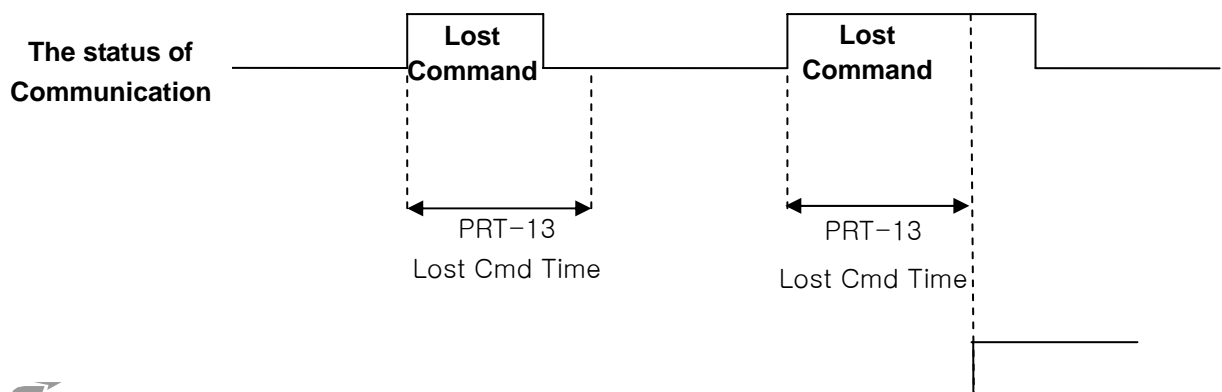 The status of
Communication
Lost
Command
Lost
Command
PRT-13
Lost Cmd Time
PRT-13
Lost Cmd Time